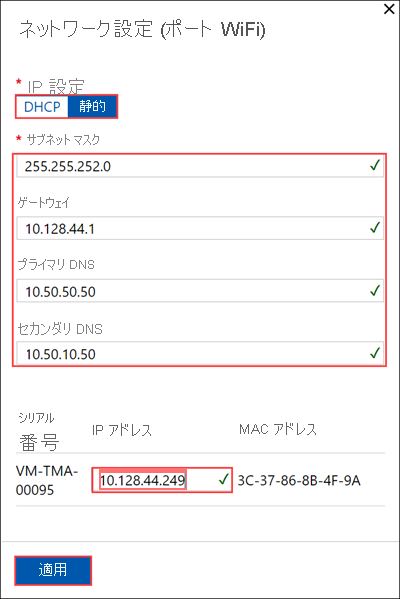 ネットワーク設定 (ポート WiFi)
* IP 設定
DHCP 静的
* サブネット マスク
255.255.252.0
ゲートウェイ
10.128.44.1
プライマリ DNS
10.50.50.50
セカンダリ DNS
10.50.10.50
シリアル
番号 IP アドレス MAC アドレス
VM-TMA-
00095 10.128.44.249 3C-37-86-8B-4F-9A
適用